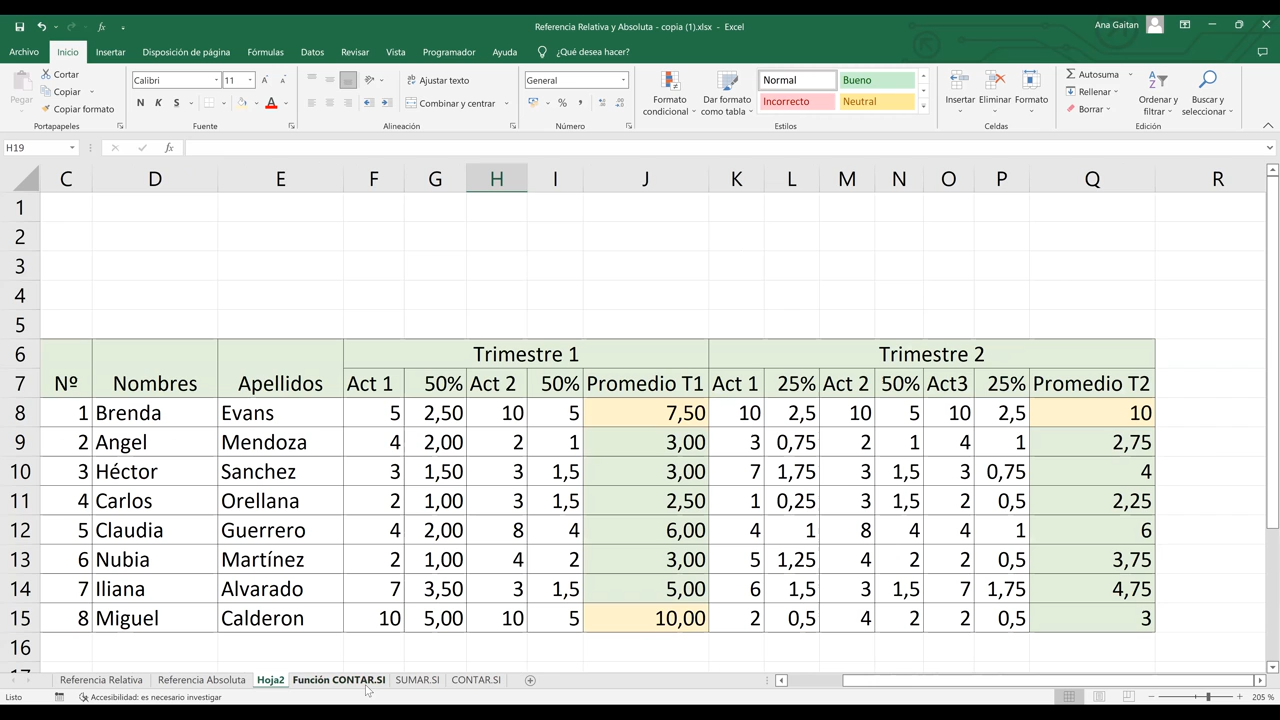 Referencia Relativa y Absoluta - copia (1).xlsx - Excel
Ana Gaitan
Archivo Inicio Insertar Disposición de página Fórmulas Datos Revisar Vista Programador Ayuda ¿Qué desea hacer?
Pegar
Cortar
Copiar
Copiar formato
Portapapeles
Calibri 11
N K S
Fuente
Ajustar texto
Combinar y centrar
Alineación
General
Número
Formato condicional
Dar formato como tabla
Normal Bueno
Incorrecto Neutral
Estilos
Insertar Eliminar Formato
Celdas
Autosuma
Rellenar
Borrar
Ordenar y filtrar
Buscar y seleccionar
Edición
H19 fx
C D E F G H I J K L M N O P Q R
1
2
3
4
5
6 Trimestre 1 Trimestre 2
7 Nº Nombres Apellidos Act 1 50% Act 2 50% Promedio T1 Act 1 25% Act 2 50% Act3 25% Promedio T2
8 1 Brenda Evans 5 2,50 10 5 7,50 10 2,5 10 5 10 2,5 10
9 2 Angel Mendoza 4 2,00 2 1 3,00 3 0,75 2 1 4 1 2,75
10 3 Héctor Sanchez 3 1,50 3 1,5 3,00 7 1,75 3 1,5 3 0,75 4
11 4 Carlos Orellana 2 1,00 3 1,5 2,50 1 0,25 3 1,5 2 0,5 2,25
12 5 Claudia Guerrero 4 2,00 8 4 6,00 4 1 8 4 4 1 6
13 6 Nubia Martínez 2 1,00 4 2 3,00 5 1,25 4 2 2 0,5 3,75
14 7 Iliana Alvarado 7 3,50 3 1,5 5,00 6 1,5 3 1,5 7 1,75 4,75
15 8 Miguel Calderon 10 5,00 10 5 10,00 2 0,5 4 2 2 0,5 3
16
17
Referencia Relativa Referencia Absoluta Hoja2 Función CONTAR.SI SUMAR.SI CONTAR.SI
Listo Accesibilidad: es necesario investigar 205 %